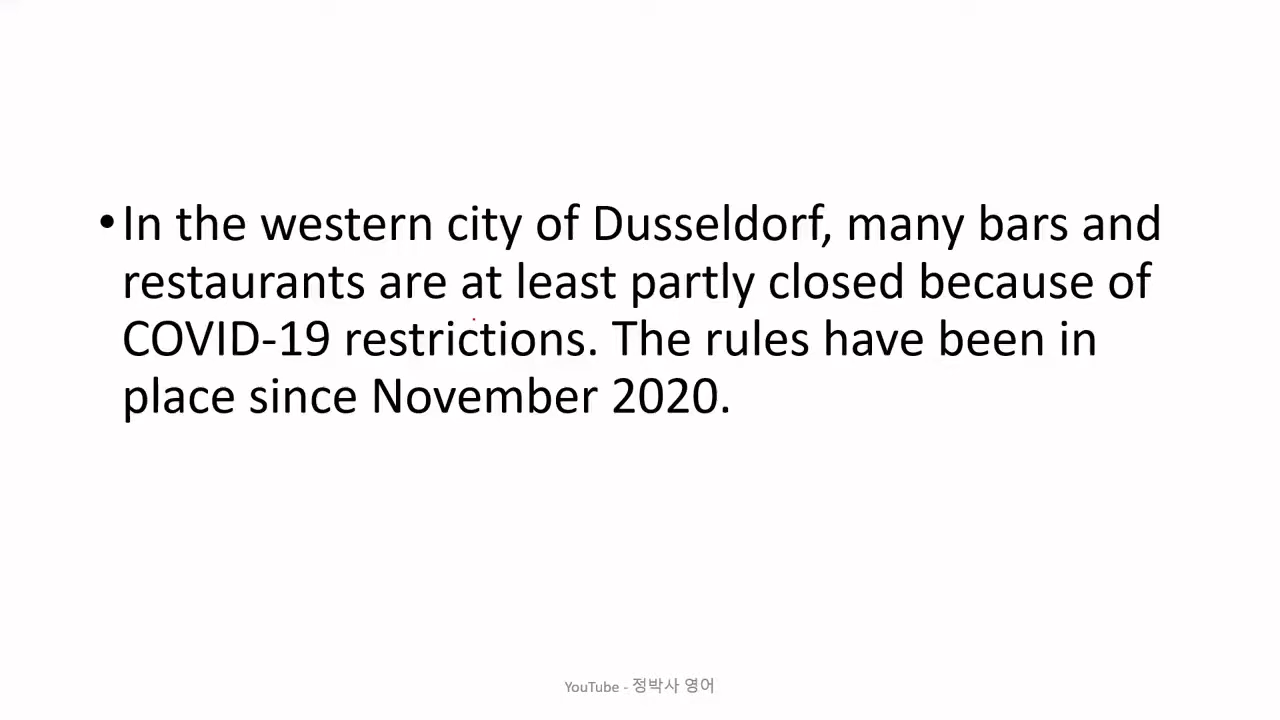 •In the western city of Dusseldorf, many bars and
restaurants are at least partly closed because of
COVID-19 restrictions. The rules have been in
place since November 2020.
YouTube - 정박사 영어